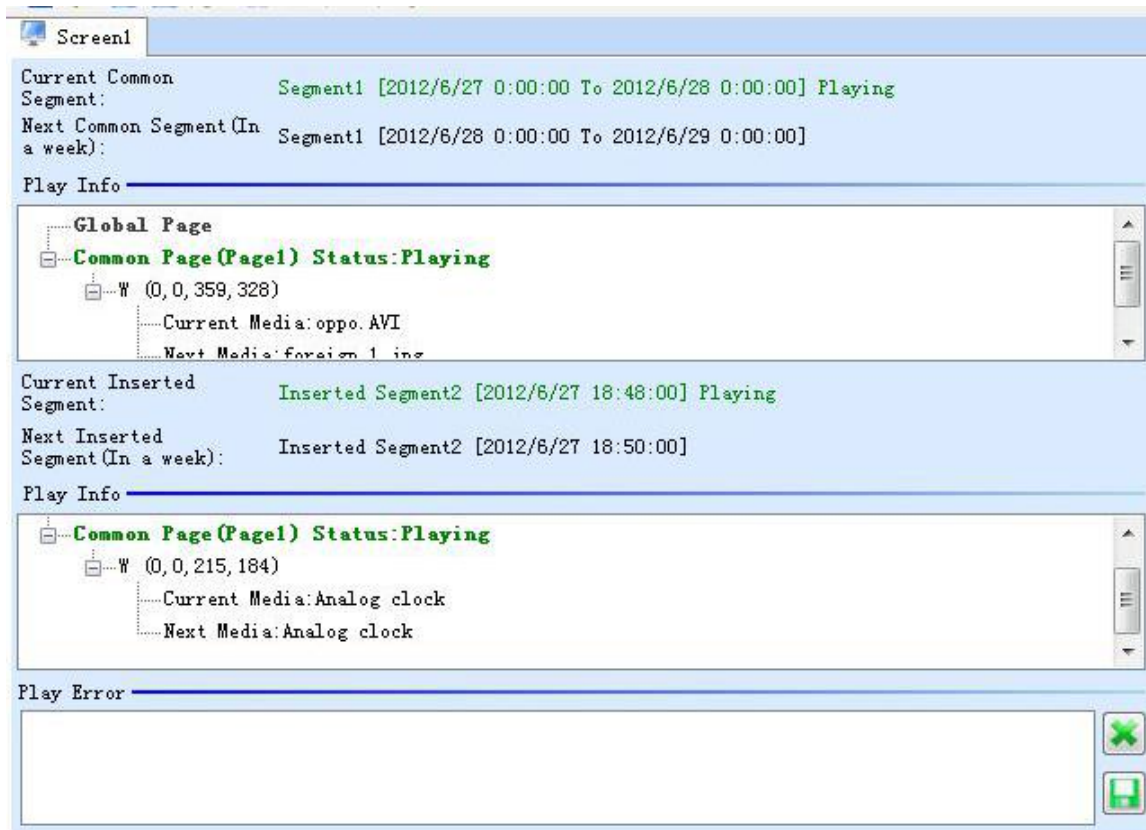 Screen1
Current Common
Segment:
Segment1 [2012/6/27 0:00:00 To 2012/6/28 0:00:00] Playing
Next Common Segment(In
a week):
Segment1 [2012/6/28 0:00:00 To 2012/6/29 0:00:00]
Play Info
Global Page
Common Page(Page1) Status:Playing
W (0,0,359,328)
Current Media:oppo.AVI
Next Media:foreign 1
Current Inserted
Segment:
Inserted Segment2 [2012/6/27 18:48:00] Playing
Next Inserted
Segment(In a week):
Inserted Segment2 [2012/6/27 18:50:00]
Play Info
Common Page(Page1) Status:Playing
W (0,0,215,184)
Current Media:Analog clock
Next Media:Analog clock
Play Error